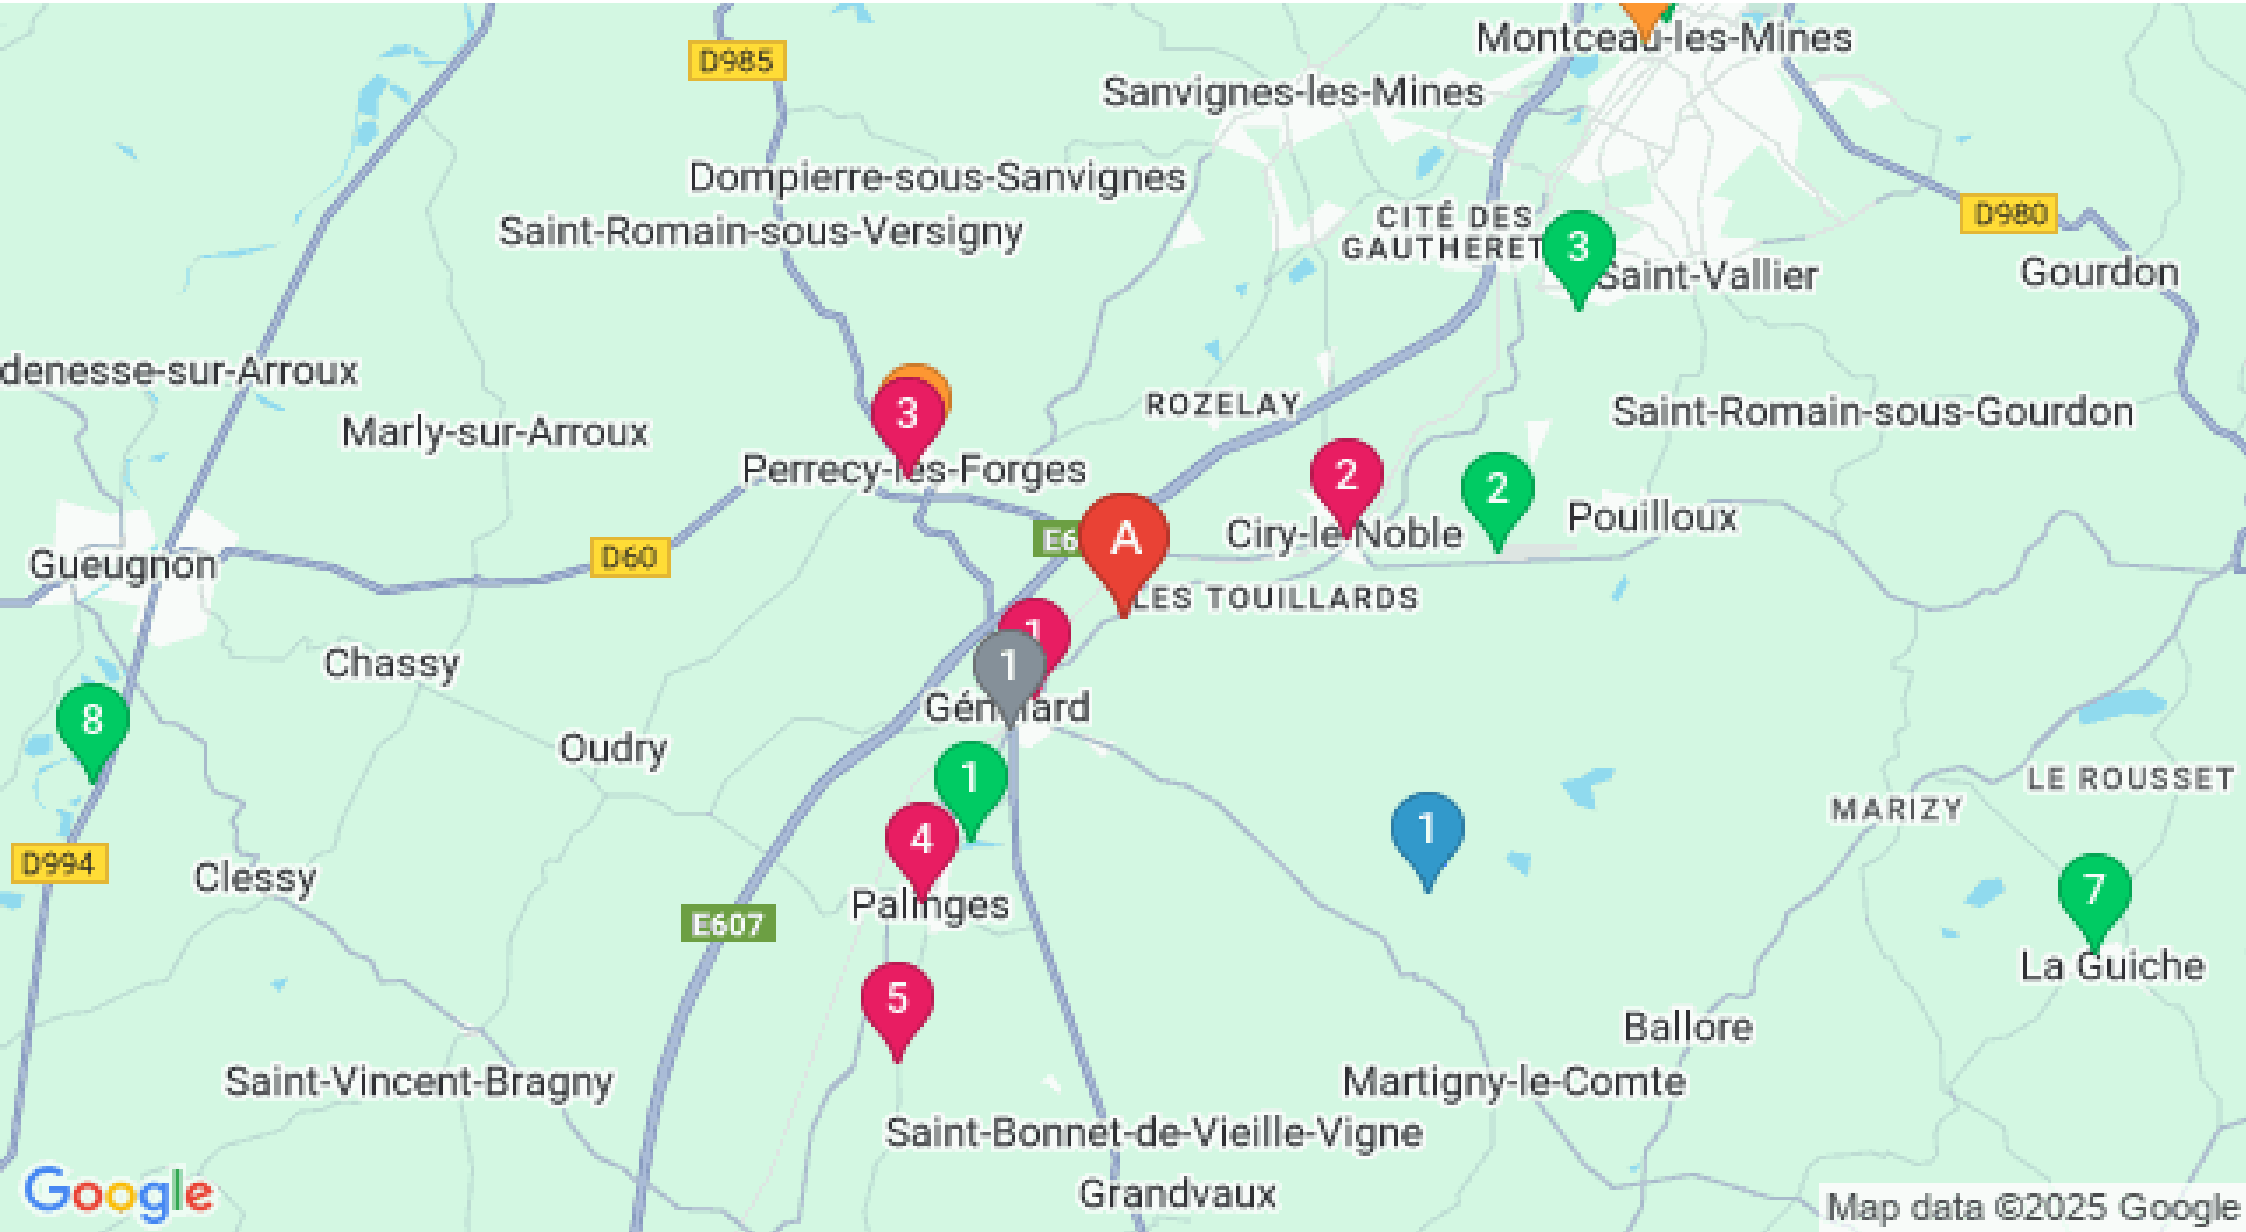 Montceau-les-Mines
D985
Sanvignes-les-Mines
Dompierre-sous-Sanvignes
CITÉ DES
GAUTHERET
D980
Saint-Romain-sous-Versigny
3
Saint-Vallier
Gourdon
denesse-sur-Arroux
ROZELAY
3
Saint-Romain-sous-Gourdon
Marly-sur-Arroux
Perrecy-les-Forges
2
2
Pouilloux
Ciry-le-Noble
E6
A
D60
Gueugnon
LES TOUILLARDS
1
1
Chassy
Génelard
8
Oudry
1
LE ROUSSET
MARIZY
1
4
D994
Clessy
7
Palinges
E607
La Guiche
5
Ballore
Saint-Vincent-Bragny
Martigny-le-Comte
Saint-Bonnet-de-Vieille-Vigne
Grandvaux
Google
Map data ©2025 Google